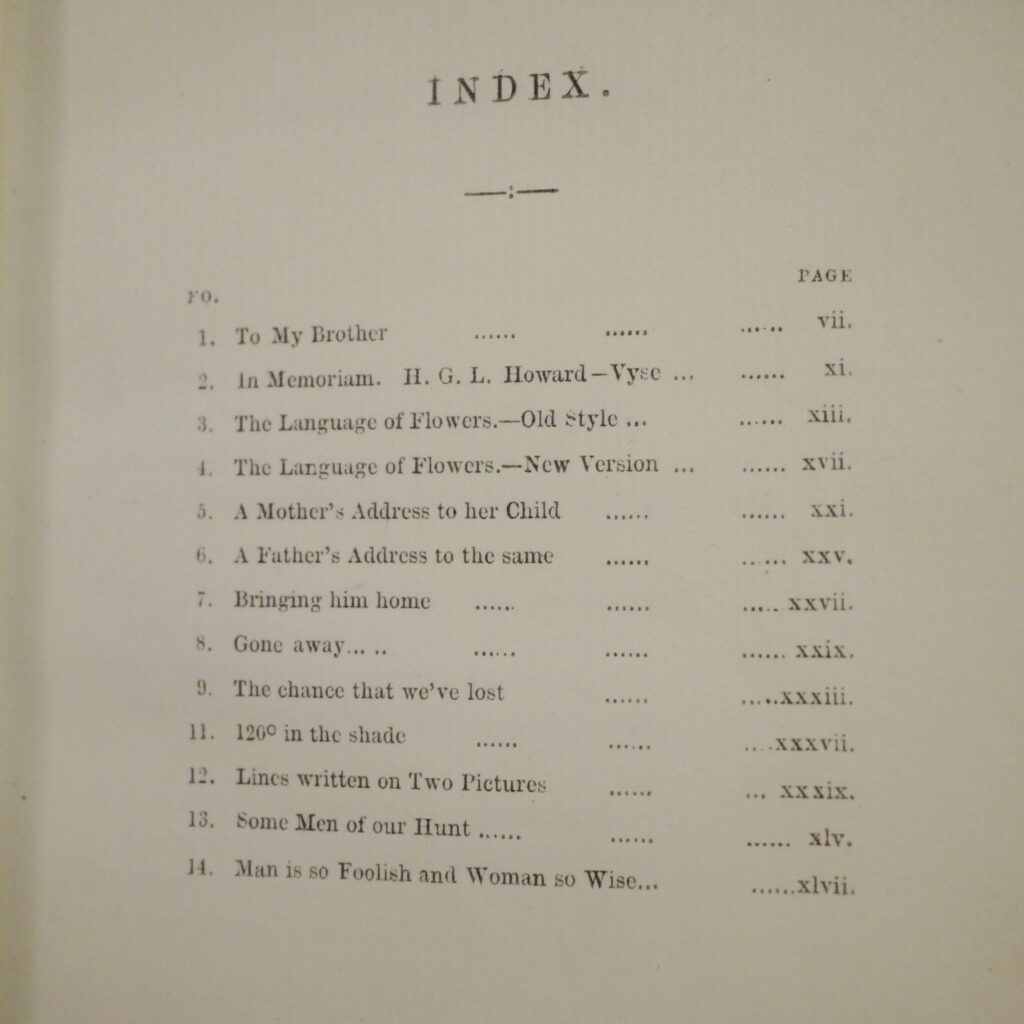 INDEX.
PAGE
NO.
1. To My Brother ...... ...... ...... vii.
2. In Memoriam. H. G. L. Howard–Vyse ... ...... xi.
3. The Language of Flowers.—Old Style ... ...... xiii.
4. The Language of Flowers.—New Version ... ...... xvii.
5. A Mother's Address to her Child ...... ...... xxi.
6. A Father's Address to the same ...... ...... xxv.
7. Bringing him home ...... ...... ..... xxvii.
8. Gone away... .. ...... ...... ...... xxix.
9. The chance that we've lost ...... ......xxxiii.
11. 120° in the shade ...... ...... .....xxxvii.
12. Lines written on Two Pictures ...... ... xxxix.
13. Some Men of our Hunt ...... ...... ...... xlv.
14. Man is so Foolish and Woman so Wise... ......xlvii.